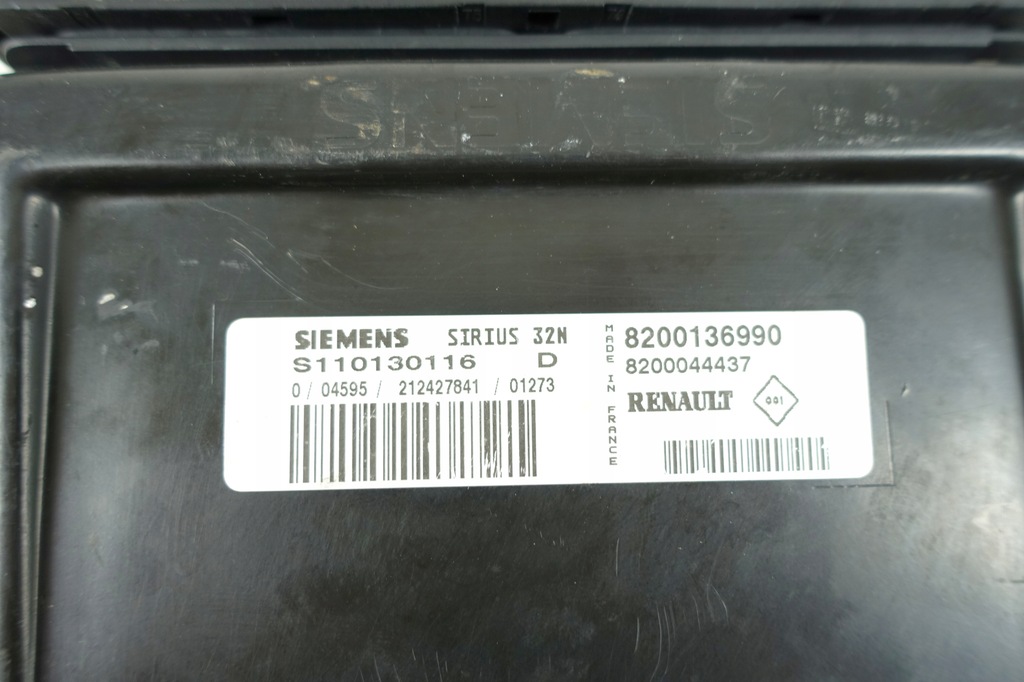 SIEMENS
SIEMENS SIRIUS 32N
S110130116 D
0 / 04595 / 212427841 / 01273
MADE IN FRANCE
8200136990
8200044437
RENAULT 001